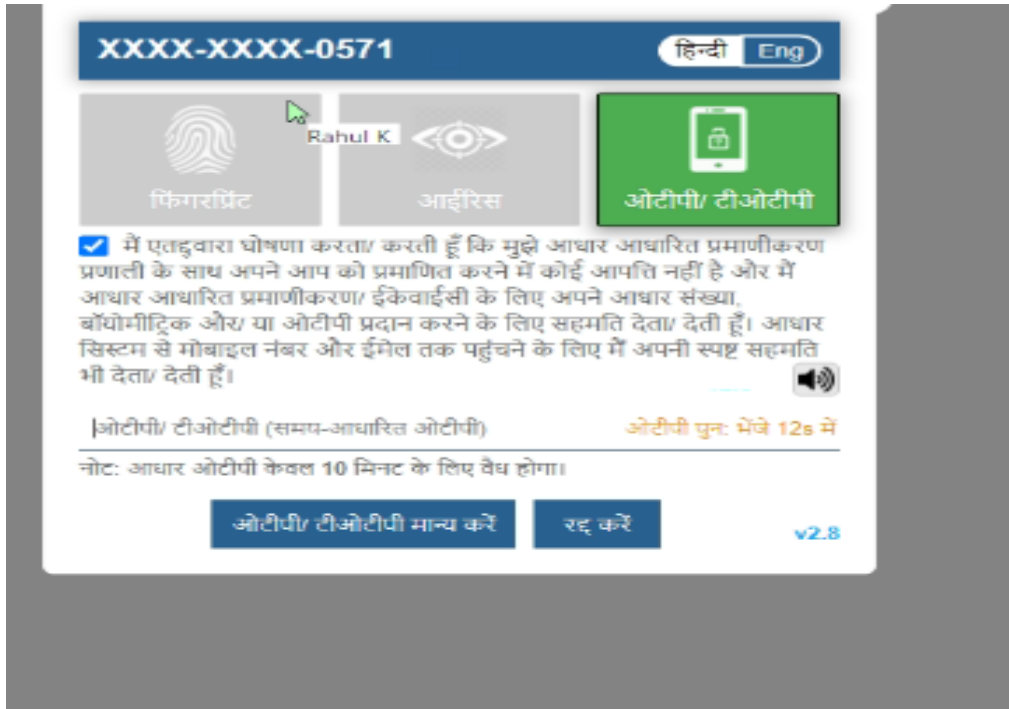 XXXX-XXXX-0571
हिन्दी Eng
Rahul K
फिंगरप्रिंट आईरिस ओटीपी/ टीओटीपी
मैं एतद्द्वारा घोषणा करता/ करती हूँ कि मुझे आधार आधारित प्रमाणीकरण
प्रणाली के साथ अपने आप को प्रमाणित करने में कोई आपत्ति नहीं है और मैं
आधार आधारित प्रमाणीकरण/ ईकेवाईसी के लिए अपने आधार संख्या,
बॉयोमीट्रिक और/ या ओटीपी प्रदान करने के लिए सहमति देता/ देती हूँ। आधार
सिस्टम से मोबाइल नंबर और ईमेल तक पहुंचने के लिए मैं अपनी स्पष्ट सहमति
भी देता/ देती हूँ।
ओटीपी/ टीओटीपी (समय-आधारित ओटीपी) ओटीपी पुन: भेंजे 12s में
नोट: आधार ओटीपी केवल 10 मिनट के लिए वैध होगा।
ओटीपी/ टीओटीपी मान्य करें रद्द करें
v2.8